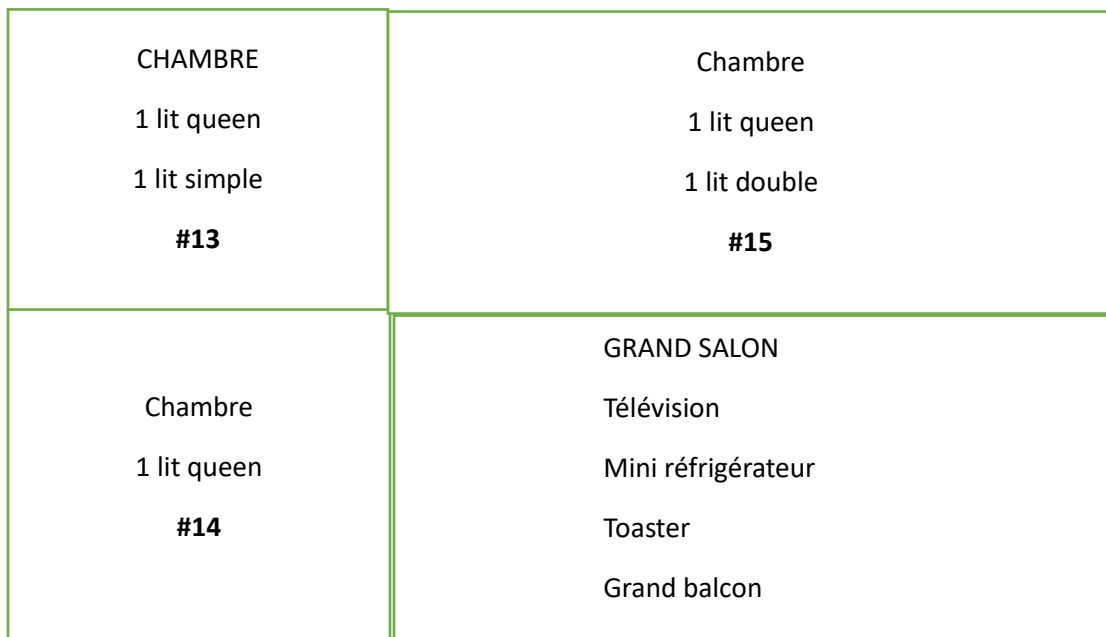 CHAMBRE
1 lit queen
1 lit simple
#13
Chambre
1 lit queen
1 lit double
#15
Chambre
1 lit queen
#14
GRAND SALON
Télévision
Mini réfrigérateur
Toaster
Grand balcon